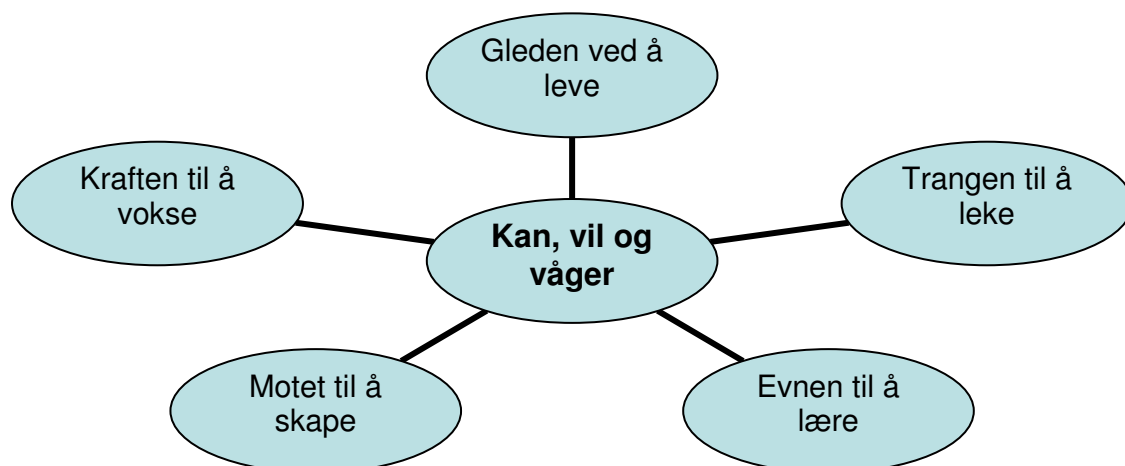 Gleden ved å
leve
Kraften til å
vokse
Trangen til å
leke
Kan, vil og
våger
Motet til å
skape
Evnen til å
lære